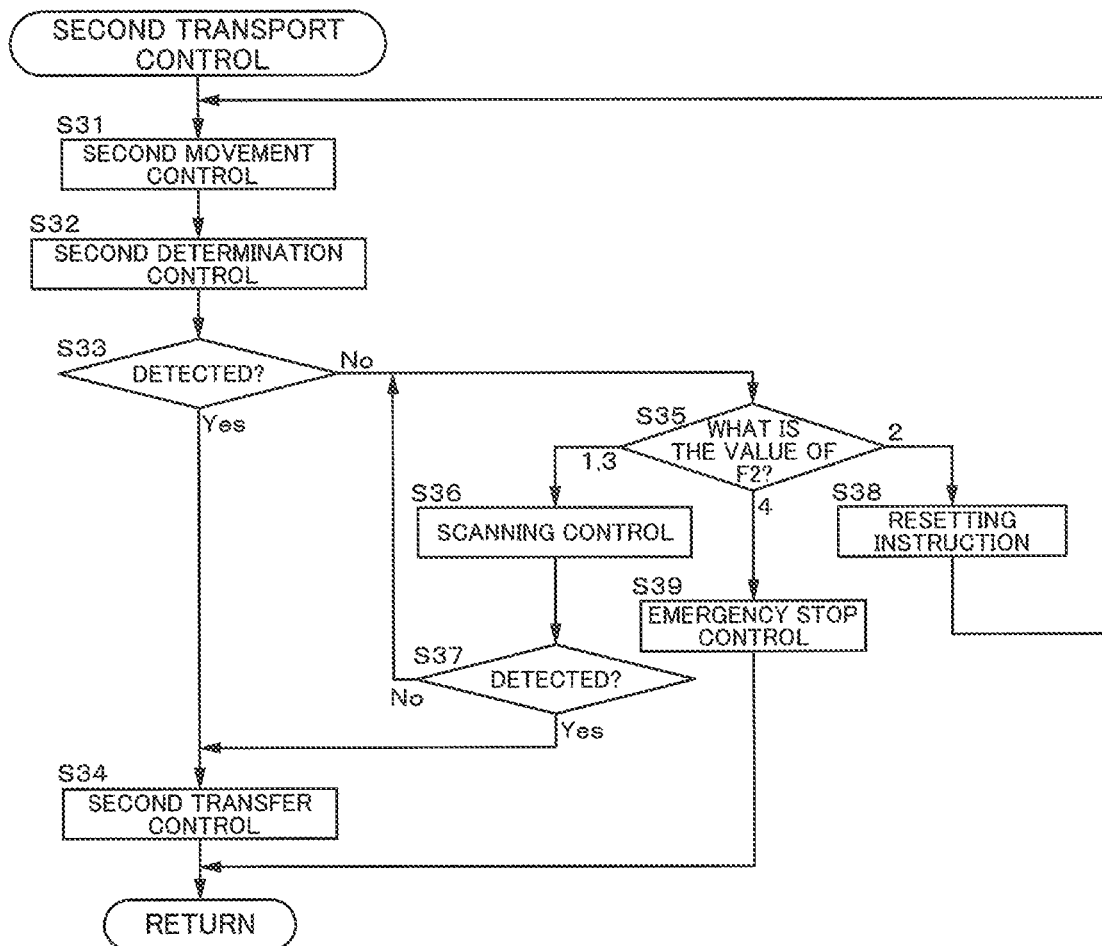 SECOND TRANSPORT
CONTROL
S31
SECOND MOVEMENT
CONTROL
S32
SECOND DETERMINATION
CONTROL
S33
DETECTED?
No
Yes
S35
WHAT IS
THE VALUE OF
F2?
1,3
2
4
S36
SCANNING CONTROL
S38
RESETTING
INSTRUCTION
S39
EMERGENCY STOP
CONTROL
S37
DETECTED?
No
Yes
S34
SECOND TRANSFER
CONTROL
RETURN